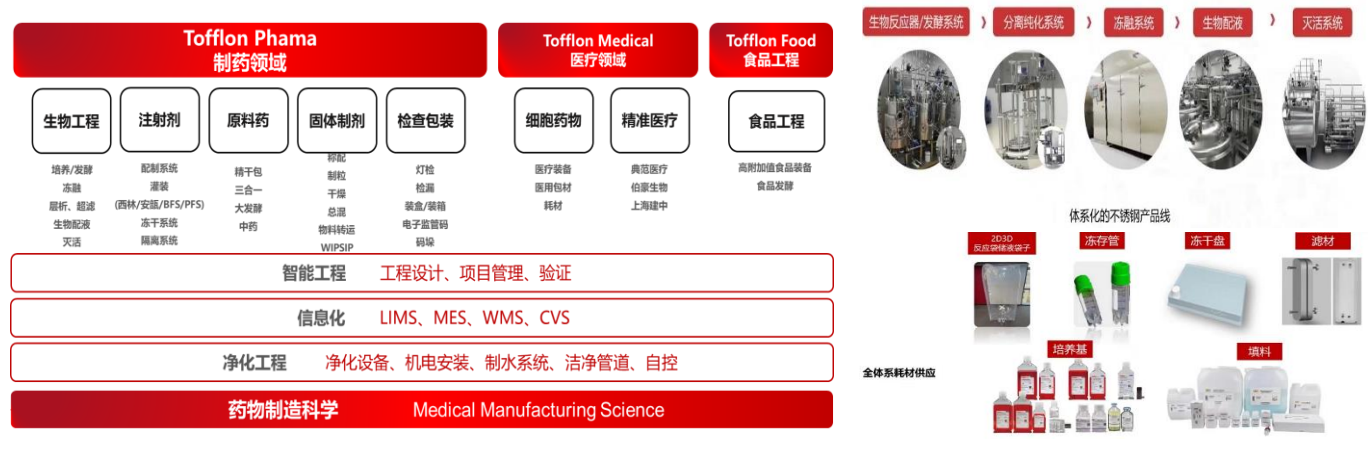 Tofflon Phama
制药领域
Tofflon Medical
医疗领域
Tofflon Food
食品工程
生物工程
注射剂
原料药
固体制剂
检查包装
细胞药物
精准医疗
食品工程
培养/发酵
冻融
层析、超滤
生物配液
灭活
配制系统
灌装
(西林/安瓿/BFS/PFS)
冻干系统
隔离系统
精干包
三合一
大发酵
中药
称配
制粒
干燥
总混
物料转运
WIPSIP
灯检
检漏
装盒/装箱
电子监管码
码垛
医疗装备
医用包材
耗材
典范医疗
伯豪生物
上海建中
高附加值食品装备
食品发酵
智能工程 工程设计、项目管理、验证
信息化 LIMS、MES、WMS、CVS
净化工程 净化设备、机电安装、制水系统、洁净管道、自控
药物制造科学 Medical Manufacturing Science
生物反应器/发酵系统 › 分离纯化系统 › 冻融系统 › 生物配液 › 灭活系统
体系化的不锈钢产品线
2D3D
反应袋储液袋子
冻存管
冻干盘
滤材
培养基
填料
全体系耗材供应